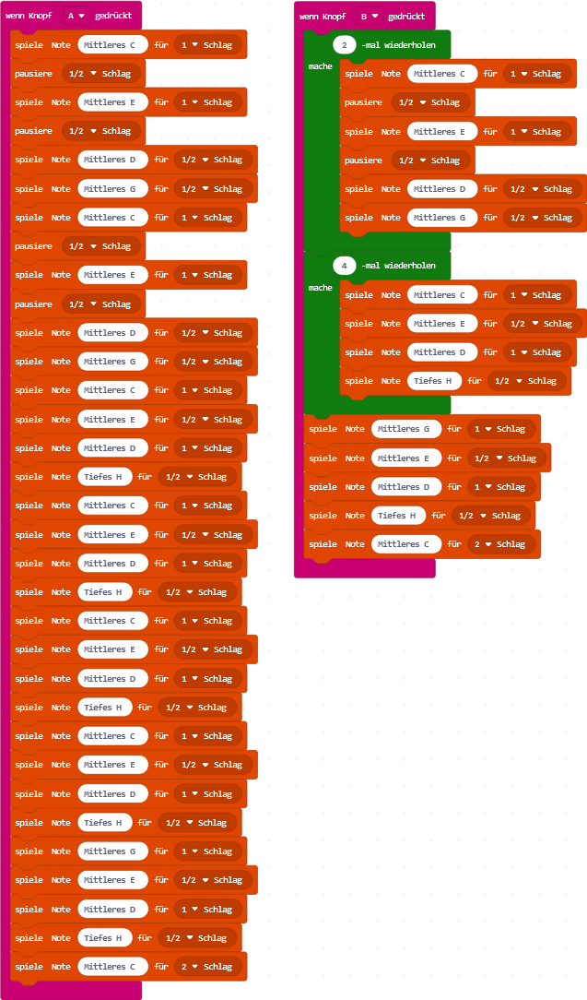 wenn Knopf A gedrückt
spiele Note Mittleres C für 1 Schlag
pausiere 1/2 Schlag
spiele Note Mittleres E für 1 Schlag
pausiere 1/2 Schlag
spiele Note Mittleres D für 1/2 Schlag
spiele Note Mittleres G für 1/2 Schlag
spiele Note Mittleres C für 1 Schlag
pausiere 1/2 Schlag
spiele Note Mittleres E für 1 Schlag
pausiere 1/2 Schlag
spiele Note Mittleres D für 1/2 Schlag
spiele Note Mittleres G für 1/2 Schlag
spiele Note Mittleres C für 1 Schlag
spiele Note Mittleres E für 1/2 Schlag
spiele Note Mittleres D für 1 Schlag
spiele Note Tiefes H für 1/2 Schlag
spiele Note Mittleres C für 1 Schlag
spiele Note Mittleres E für 1/2 Schlag
spiele Note Mittleres D für 1 Schlag
spiele Note Tiefes H für 1/2 Schlag
spiele Note Mittleres C für 1 Schlag
spiele Note Mittleres E für 1/2 Schlag
spiele Note Mittleres D für 1 Schlag
spiele Note Tiefes H für 1/2 Schlag
spiele Note Mittleres C für 1 Schlag
spiele Note Mittleres E für 1/2 Schlag
spiele Note Mittleres D für 1 Schlag
spiele Note Tiefes H für 1/2 Schlag
spiele Note Mittleres G für 1 Schlag
spiele Note Mittleres E für 1/2 Schlag
spiele Note Mittleres D für 1 Schlag
spiele Note Tiefes H für 1/2 Schlag
spiele Note Mittleres C für 2 Schlag
wenn Knopf B gedrückt
2 -mal wiederholen
mache
spiele Note Mittleres C für 1 Schlag
pausiere 1/2 Schlag
spiele Note Mittleres E für 1 Schlag
pausiere 1/2 Schlag
spiele Note Mittleres D für 1/2 Schlag
spiele Note Mittleres G für 1/2 Schlag
4 -mal wiederholen
mache
spiele Note Mittleres C für 1 Schlag
spiele Note Mittleres E für 1/2 Schlag
spiele Note Mittleres D für 1 Schlag
spiele Note Tiefes H für 1/2 Schlag
spiele Note Mittleres G für 1 Schlag
spiele Note Mittleres E für 1/2 Schlag
spiele Note Mittleres D für 1 Schlag
spiele Note Tiefes H für 1/2 Schlag
spiele Note Mittleres C für 2 Schlag